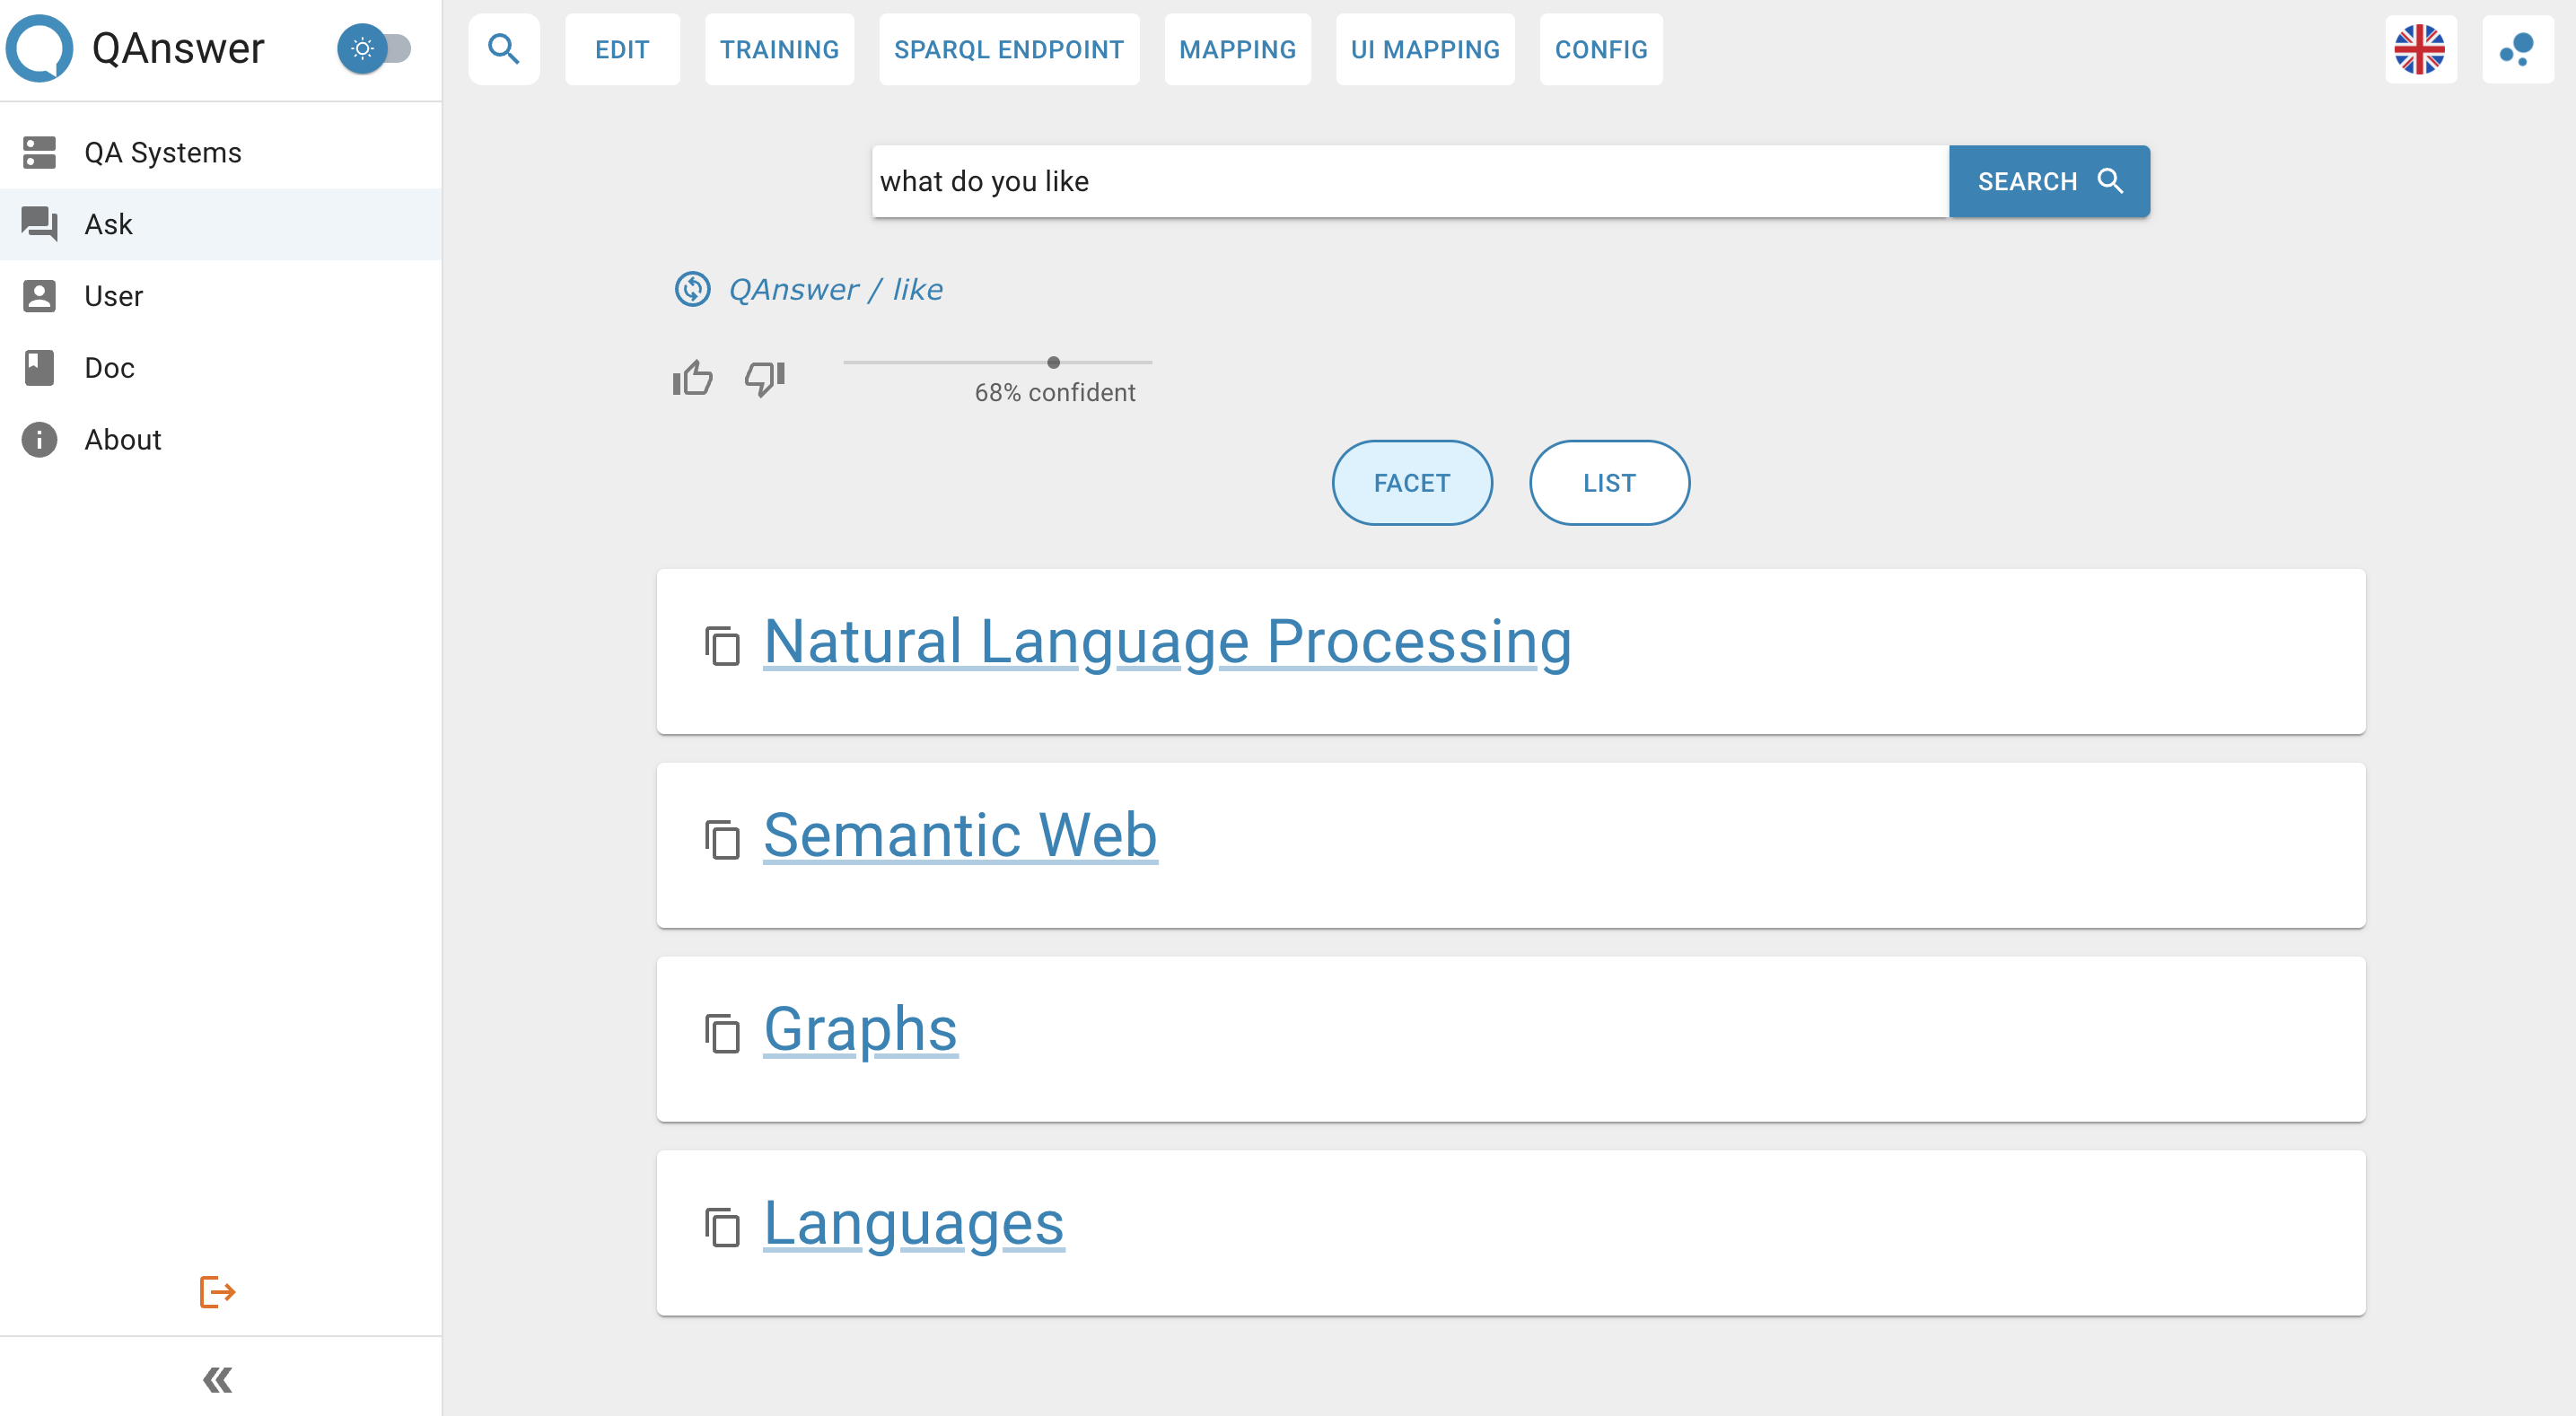 QAnswer
QA Systems
Ask
User
Doc
About
EDIT
TRAINING
SPARQL ENDPOINT
MAPPING
UI MAPPING
CONFIG
what do you like
SEARCH
QAnswer / like
68% confident
FACET
LIST
Natural Language Processing
Semantic Web
Graphs
Languages